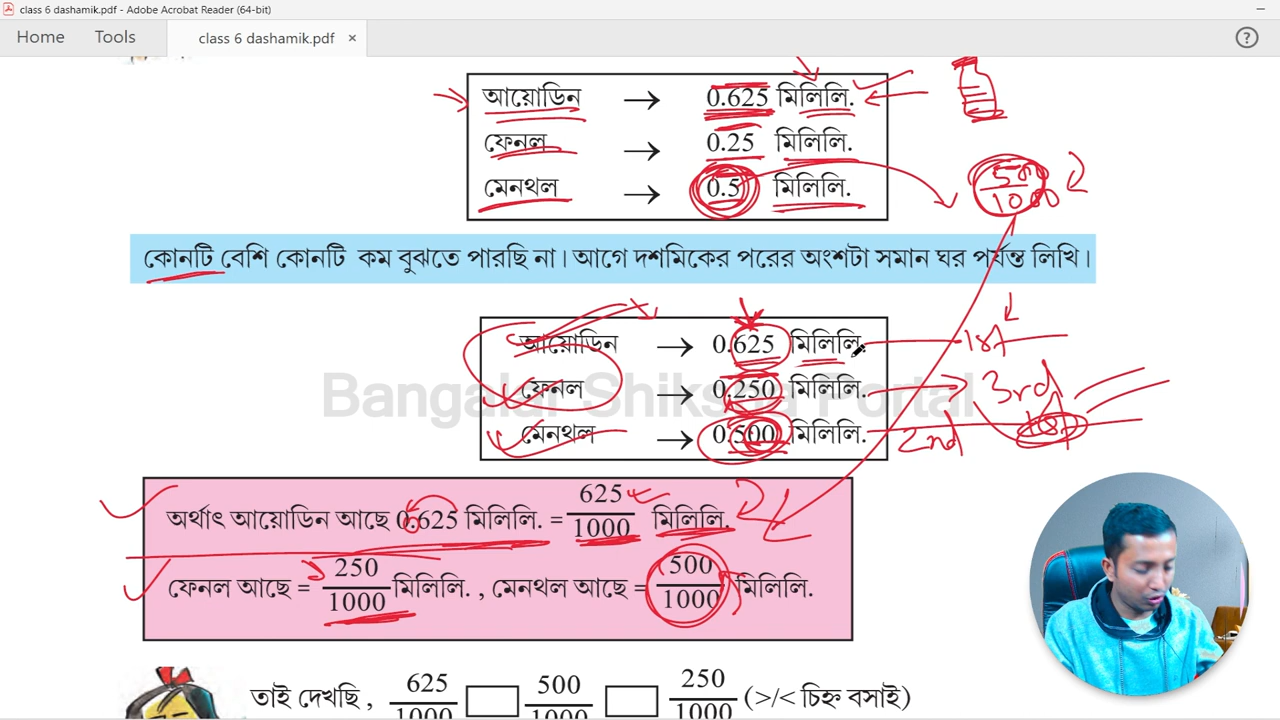 class 6 dashamik.pdf - Adobe Acrobat Reader (64-bit)
Home Tools class 6 dashamik.pdf × ?
আয়োডিন → 0.625 মিলিলি.
ফেনল → 0.25 মিলিলি.
মেনথল → 0.5 মিলিলি.
500/1000
কোনটি বেশি কোনটি কম বুঝতে পারছি না। আগে দশমিকের পরের অংশটা সমান ঘর পর্যন্ত লিখি।
আয়োডিন → 0.625 মিলিলি. 1st
ফেনল → 0.250 মিলিলি. 3rd
মেনথল → 0.500 মিলিলি. 2nd
Bangalar Shiksha Portal
অর্থাৎ আয়োডিন আছে 0.625 মিলিলি. = 625/1000 মিলিলি.
ফেনল আছে = 250/1000 মিলিলি. , মেনথল আছে = 500/1000 মিলিলি.
তাই দেখছি , 625/1000 □ 500/1000 □ 250/1000 (>/< চিহ্ন বসাই)